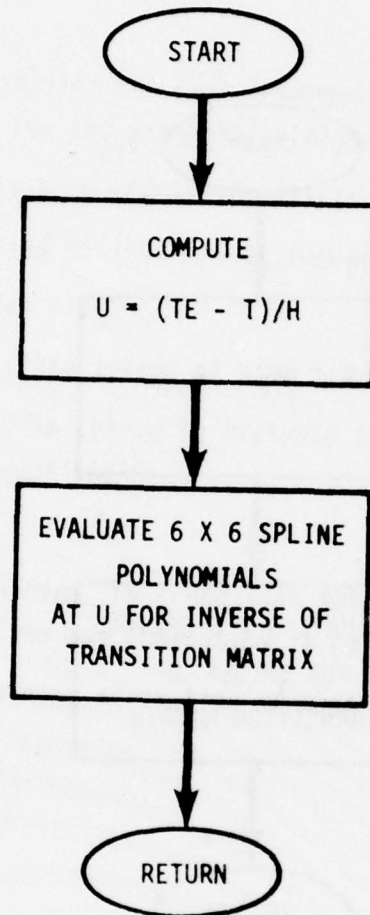 START
COMPUTE
U = (TE - T)/H
EVALUATE 6 X 6 SPLINE
POLYNOMIALS
AT U FOR INVERSE OF
TRANSITION MATRIX
RETURN